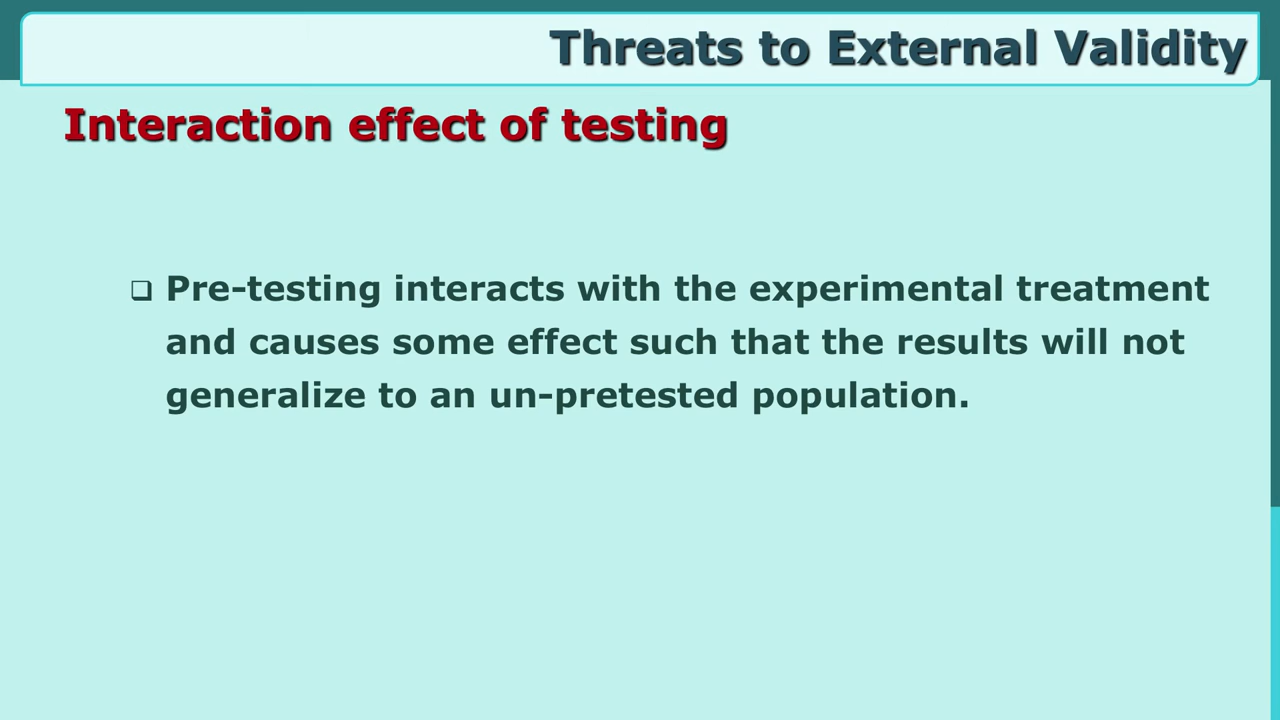 Threats to External Validity
Interaction effect of testing
❑ Pre-testing interacts with the experimental treatment
and causes some effect such that the results will not
generalize to an un-pretested population.